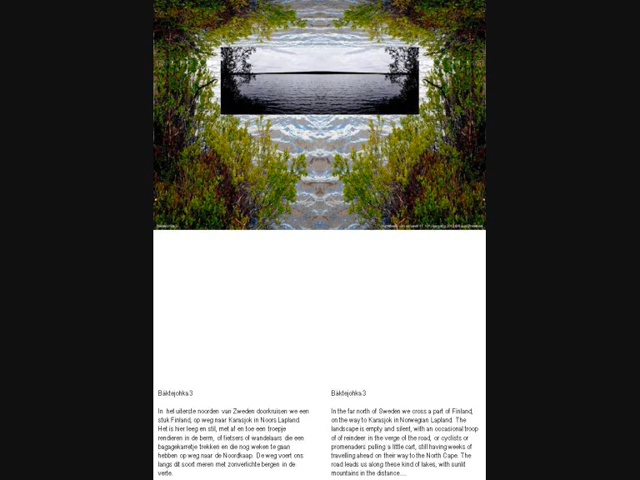 Báktejohka 3
In het uiterste noorden van Zweden doorkruisen we een
stuk Finland, op weg naar Karasjok in Noors Lapland.
Het is hier leeg en stil, met af en toe een troepje
rendieren in de berm, of fietsers of wandelaars die een
bagagekarretje trekken en die nog weken te gaan
hebben op weg naar de Noordkaap. De weg voert ons
langs dit soort meren met zonverlichte bergen in de
verte.
Báktejohka 3
In the far north of Sweden we cross a part of Finland,
on the way to Karasjok in Norwegian Lapland. The
landscape is empty and silent, with an occasional troop
of of reindeer in the verge of the road, or cyclists or
promenaders pulling a little cart, still having weeks of
travelling ahead on their way to the North Cape. The
road leads us along these kind of lakes, with sunlit
mountains in the distance....